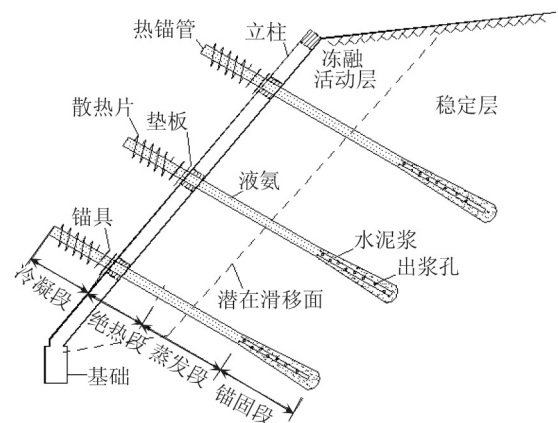 热锚管
立柱
冻融
活动层
稳定层
散热片
垫板
液氨
锚具
水泥浆
出浆孔
潜在滑移面
冷凝段
绝热段
蒸发段
锚固段
基础